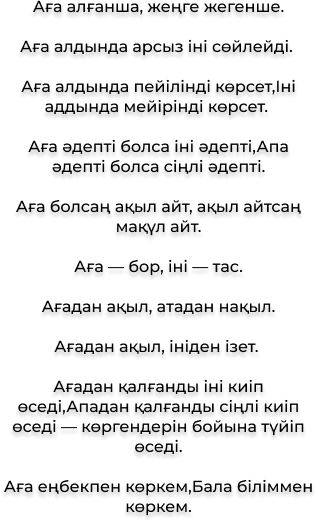 Аға алғанша, жеңге жегенше.
Аға алдында арсыз іні сөйлейді.
Аға алдында пейілінді көрсет,Іні
аддында мейірінді көрсет.
Аға әдепті болса іні әдепті,Апа
әдепті болса сіңлі әдепті.
Аға болсаң ақыл айт, ақыл айтсаң
мақұл айт.
Аға — бор, іні — тас.
Ағадан ақыл, атадан нақыл.
Ағадан ақыл, ініден ізет.
Ағадан қалғанды іні киіп
өседі,Ападан қалғанды сіңлі киіп
өседі — көргендерін бойына түйіп
өседі.
Аға еңбекпен көркем,Бала біліммен
көркем.